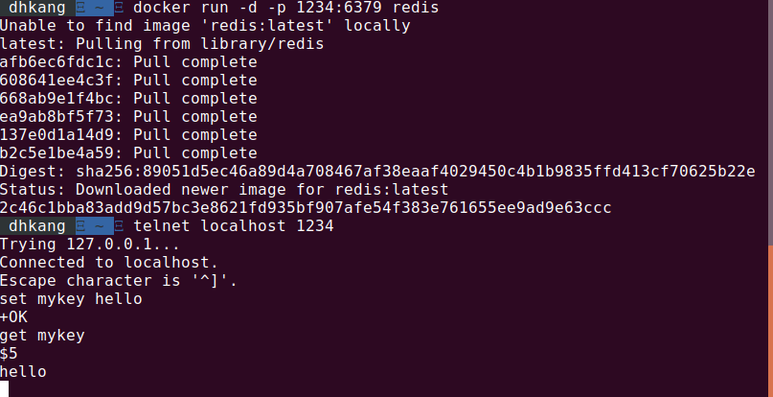 dhkang ~ docker run -d -p 1234:6379 redis
Unable to find image 'redis:latest' locally
latest: Pulling from library/redis
afb6ec6fdc1c: Pull complete
608641ee4c3f: Pull complete
668ab9e1f4bc: Pull complete
ea9ab8bf5f73: Pull complete
137e0d1a14d9: Pull complete
b2c5e1be4a59: Pull complete
Digest: sha256:89051d5ec46a89d4a708467af38eaaf4029450c4b1b9835ffd413cf70625b22e
Status: Downloaded newer image for redis:latest
2c46c1bba83add9d57bc3e8621fd935bf907afe54f383e761655ee9ad9e63ccc
dhkang ~ telnet localhost 1234
Trying 127.0.0.1...
Connected to localhost.
Escape character is '^]'.
set mykey hello
+OK
get mykey
$5
hello